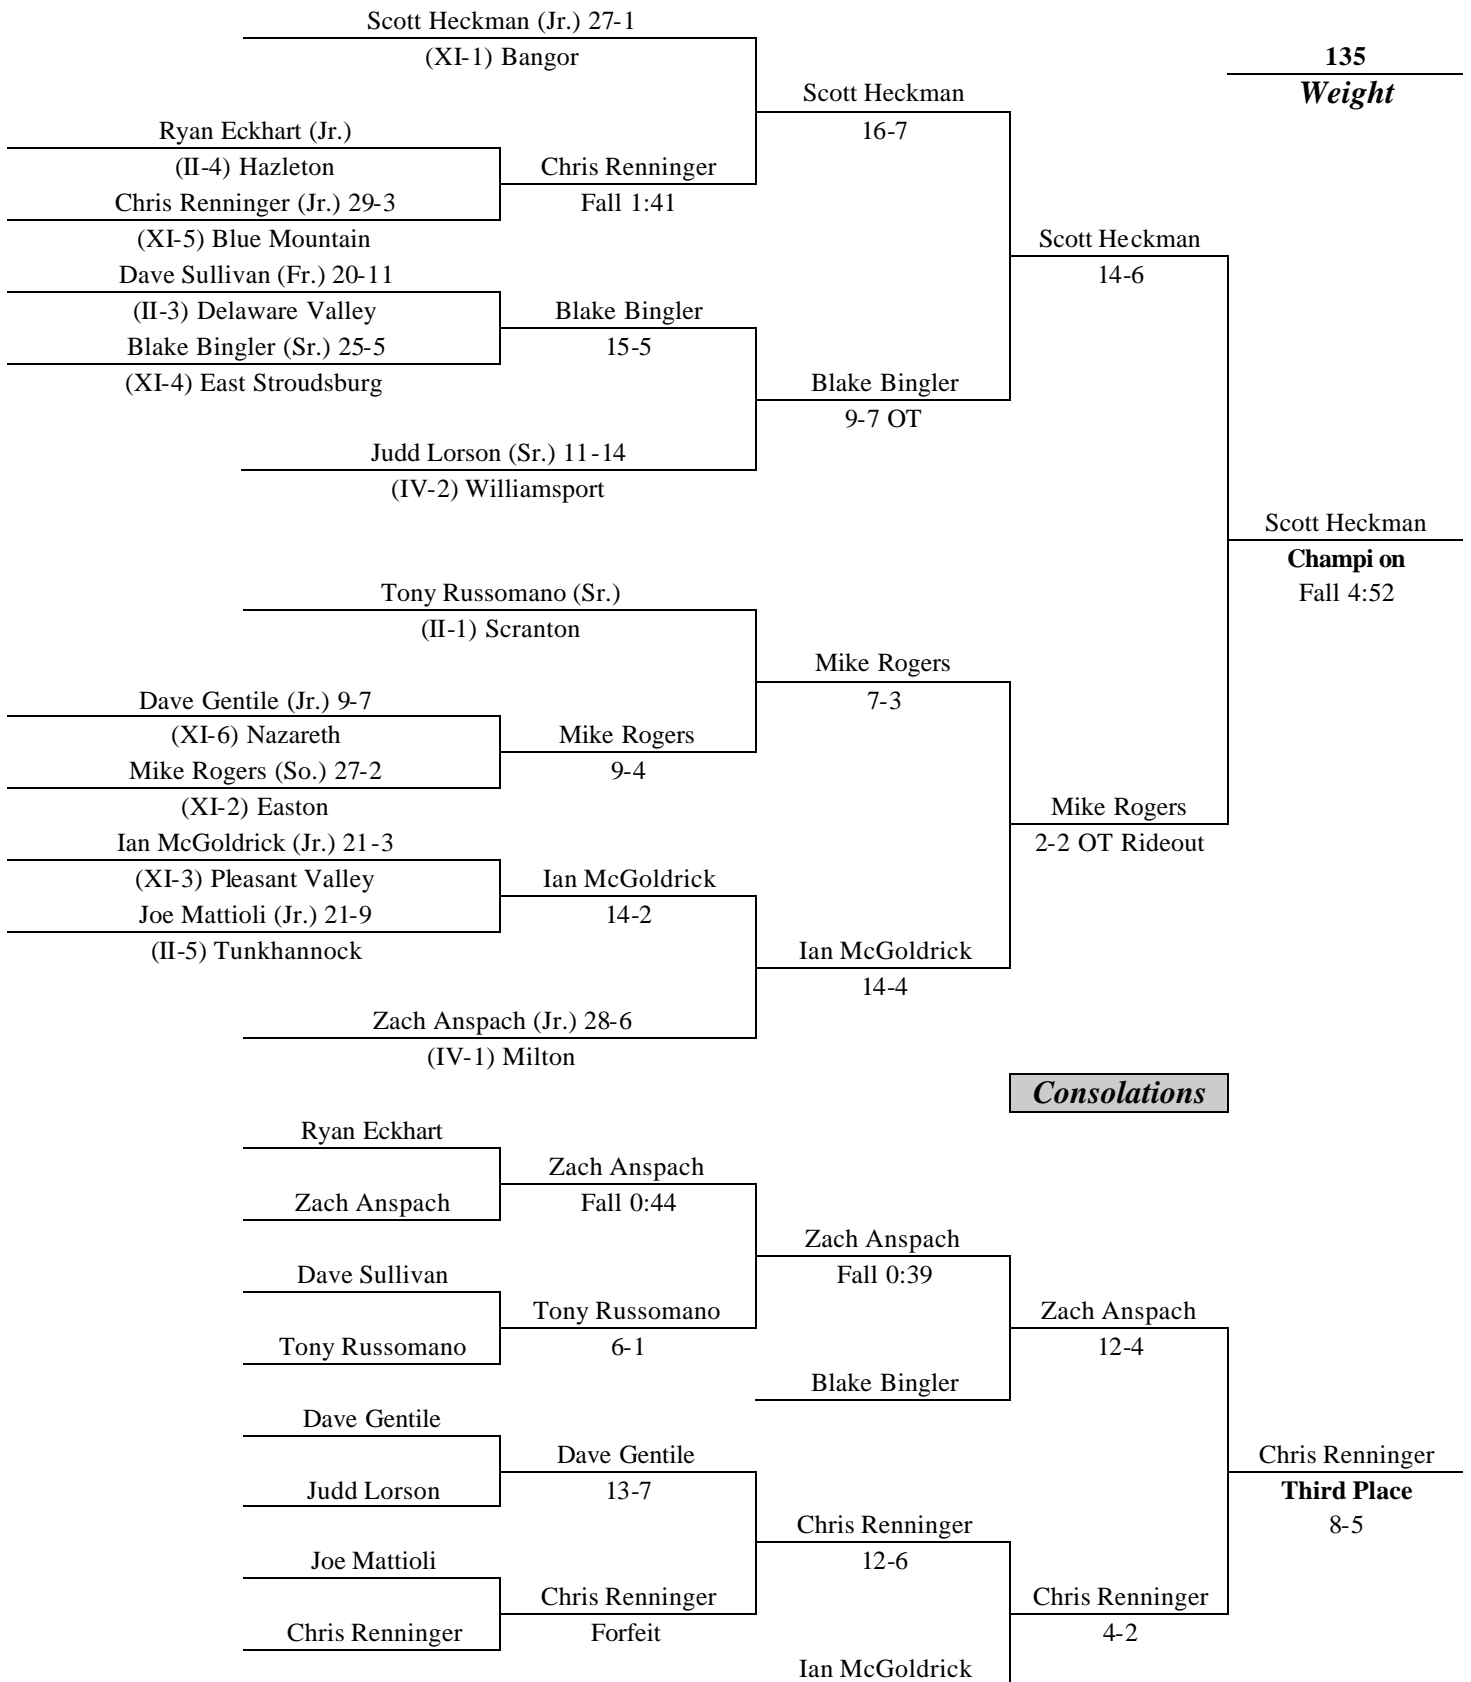 Scott Heckman (Jr.) 27-1
(XI-1) Bangor
135
Weight
Scott Heckman
16-7
Ryan Eckhart (Jr.)
(II-4) Hazleton
Chris Renninger
Fall 1:41
Chris Renninger (Jr.) 29-3
(XI-5) Blue Mountain
Scott Heckman
14-6
Dave Sullivan (Fr.) 20-11
(II-3) Delaware Valley
Blake Bingler
15-5
Blake Bingler (Sr.) 25-5
(XI-4) East Stroudsburg
Blake Bingler
9-7 OT
Judd Lorson (Sr.) 11-14
(IV-2) Williamsport
Scott Heckman
Champi on
Fall 4:52
Tony Russomano (Sr.)
(II-1) Scranton
Mike Rogers
7-3
Dave Gentile (Jr.) 9-7
(XI-6) Nazareth
Mike Rogers
9-4
Mike Rogers (So.) 27-2
(XI-2) Easton
Mike Rogers
2-2 OT Rideout
Ian McGoldrick (Jr.) 21-3
(XI-3) Pleasant Valley
Ian McGoldrick
14-2
Joe Mattioli (Jr.) 21-9
(II-5) Tunkhannock
Ian McGoldrick
14-4
Zach Anspach (Jr.) 28-6
(IV-1) Milton
Consolations
Ryan Eckhart
Zach Anspach
Fall 0:44
Zach Anspach
Zach Anspach
Fall 0:39
Dave Sullivan
Tony Russomano
6-1
Tony Russomano
Zach Anspach
12-4
Blake Bingler
Dave Gentile
Dave Gentile
13-7
Judd Lorson
Chris Renninger
Third Place
8-5
Chris Renninger
12-6
Joe Mattioli
Chris Renninger
Forfeit
Chris Renninger
Chris Renninger
4-2
Ian McGoldrick